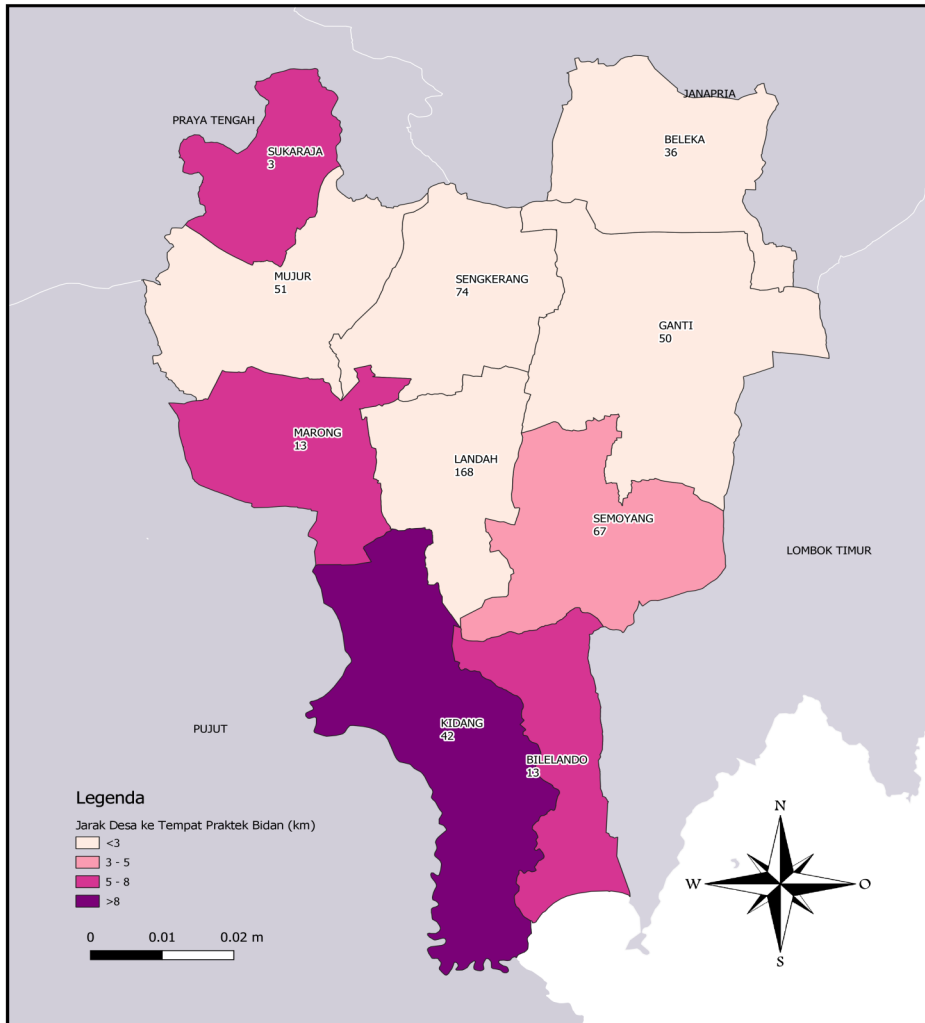 JANAPRIA
PRAYA TENGAH
SUKARAJA
3
BELEKA
36
MUJUR
51
SENGKERANG
74
GANTI
50
MARONG
13
LANDAH
168
SEMOYANG
67
LOMBOK TIMUR
PUJUT
KIDANG
42
BILELANDO
13
Legenda
Jarak Desa ke Tempat Praktek Bidan (km)
<3
3 - 5
5 - 8
>8
0 0.01 0.02 m
N
W O
S